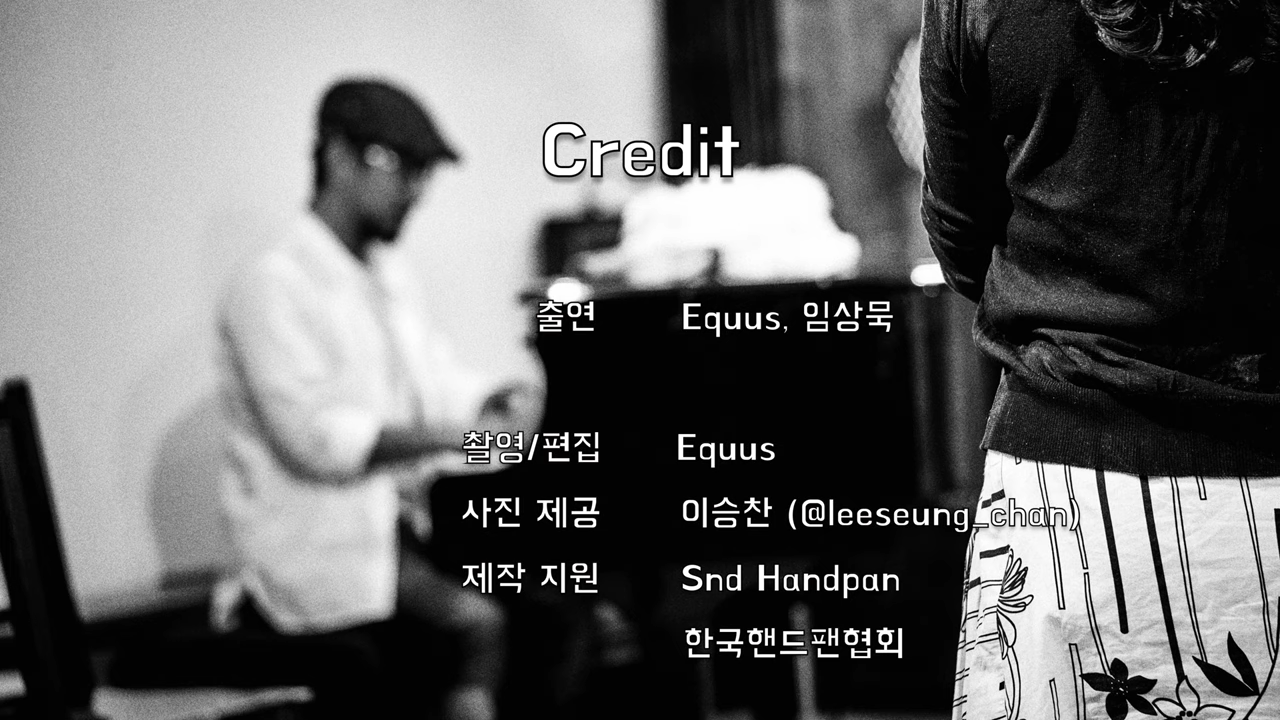 Credit
출연 Equus, 임상묵
촬영/편집 Equus
사진 제공 이승찬 (@leeseung_chan)
제작 지원 Snd Handpan
한국핸드팬협회